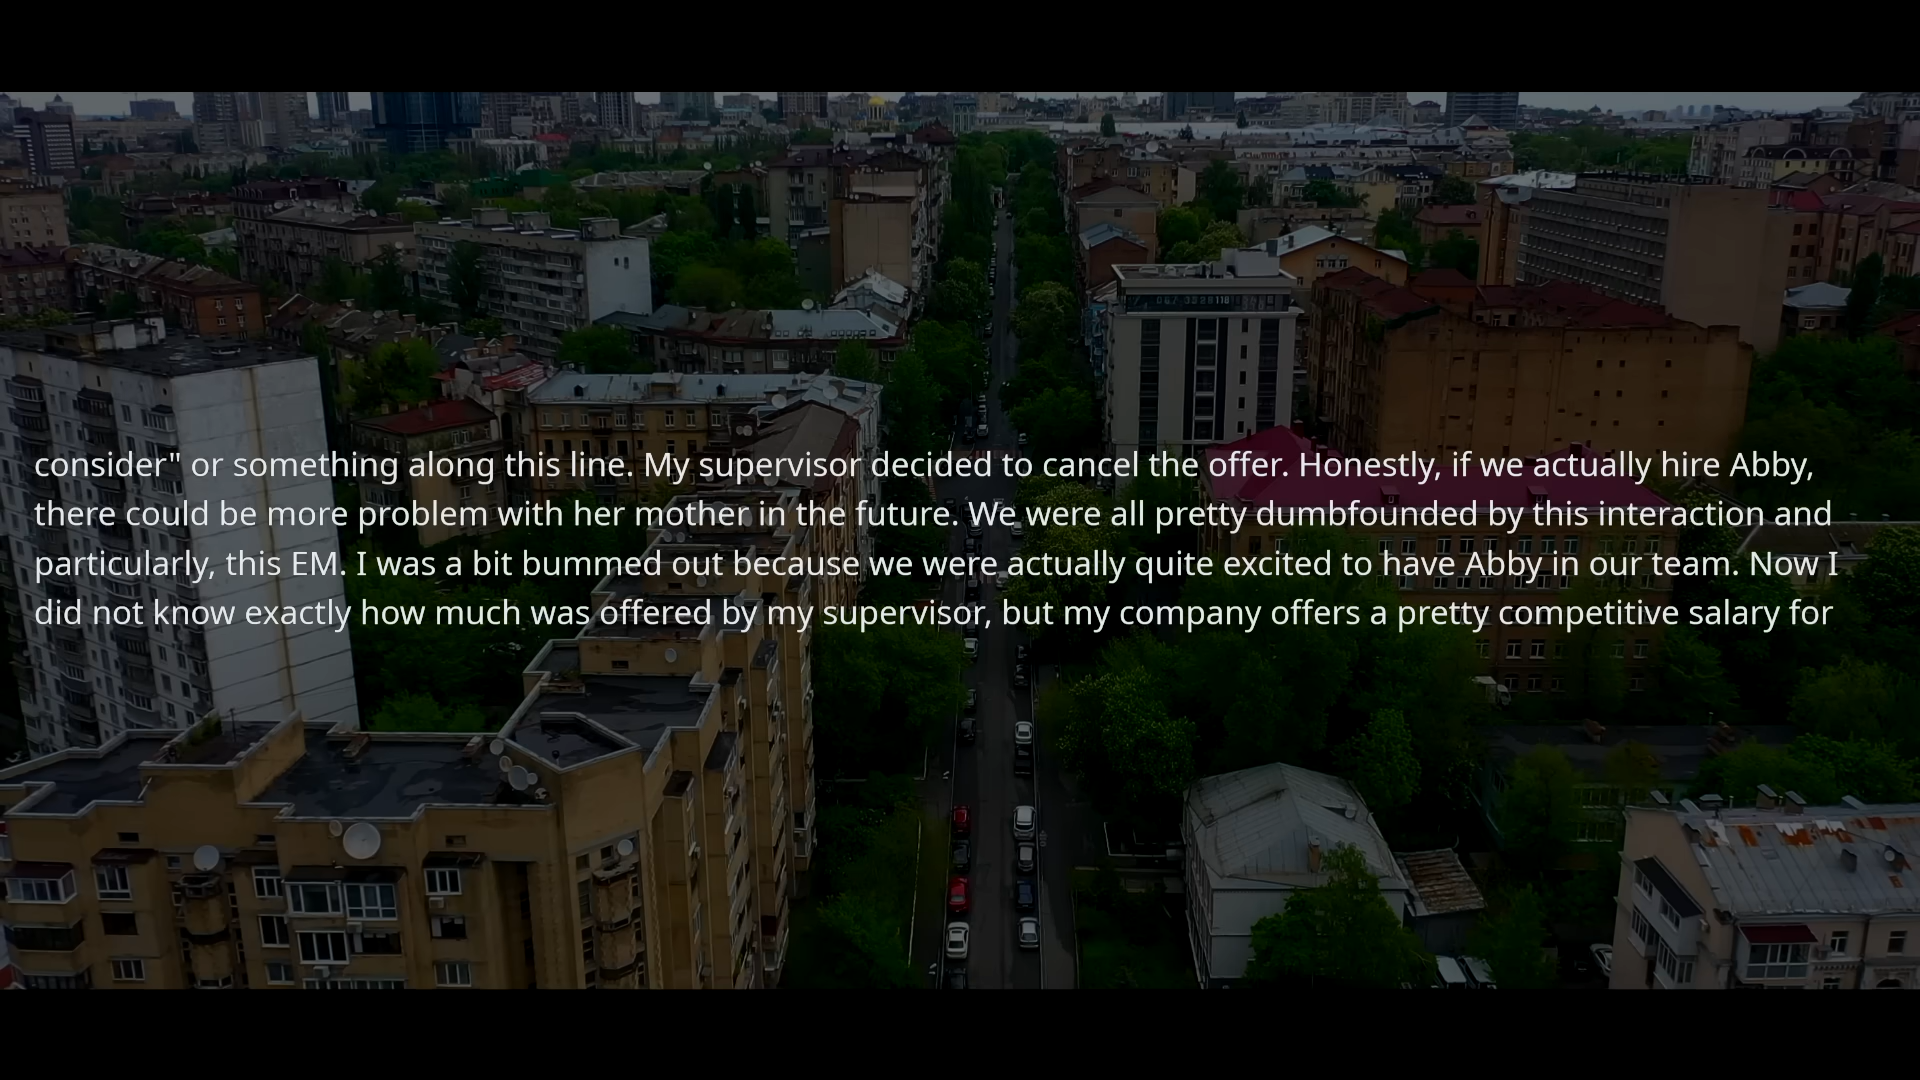 consider" or something along this line. My supervisor decided to cancel the offer. Honestly, if we actually hire Abby,
there could be more problem with her mother in the future. We were all pretty dumbfounded by this interaction and
particularly, this EM. I was a bit bummed out because we were actually quite excited to have Abby in our team. Now I
did not know exactly how much was offered by my supervisor, but my company offers a pretty competitive salary for